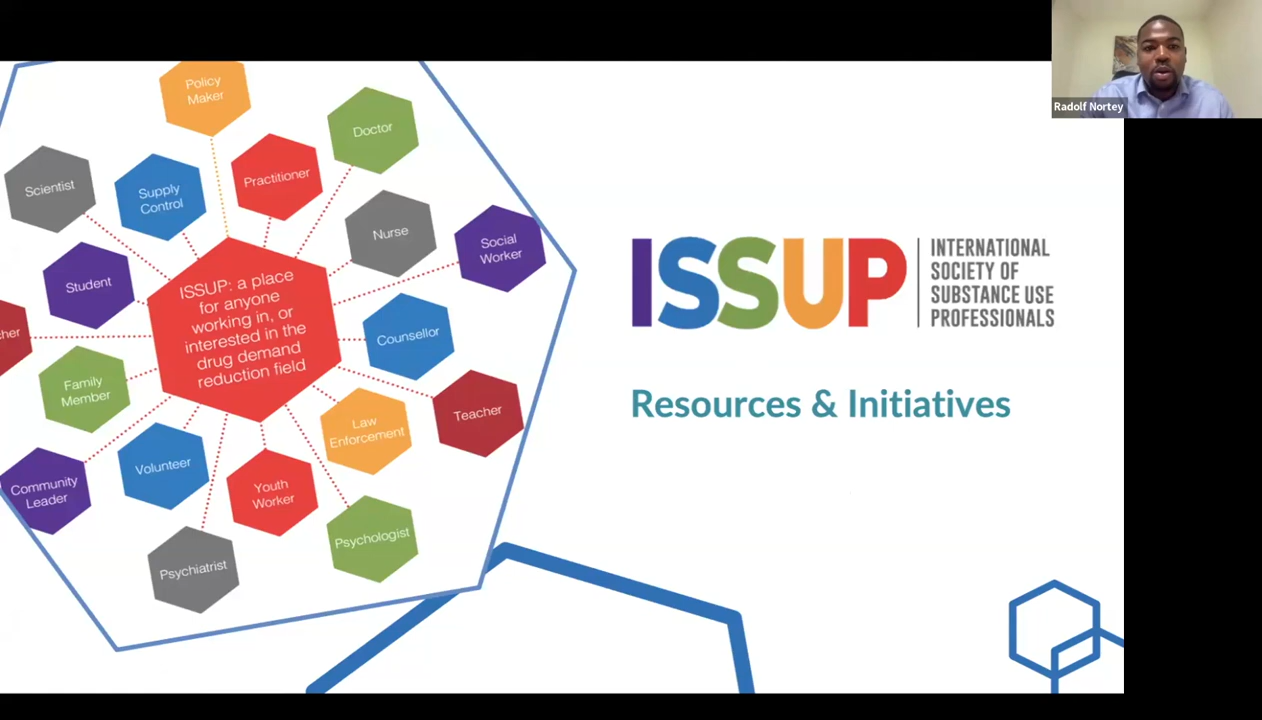 Radolf Nortey
Policy
Maker
Doctor
Practitioner
Scientist
Supply
Control
Nurse
Social
Worker
Student
ISSUP: a place
for anyone
working in, or
interested in the
drug demand
reduction field
Counsellor
Family
Member
Teacher
Law
Enforcement
Volunteer
Community
Leader
Youth
Worker
Psychologist
Psychiatrist
ISSUP
INTERNATIONAL
SOCIETY OF
SUBSTANCE USE
PROFESSIONALS
Resources & Initiatives